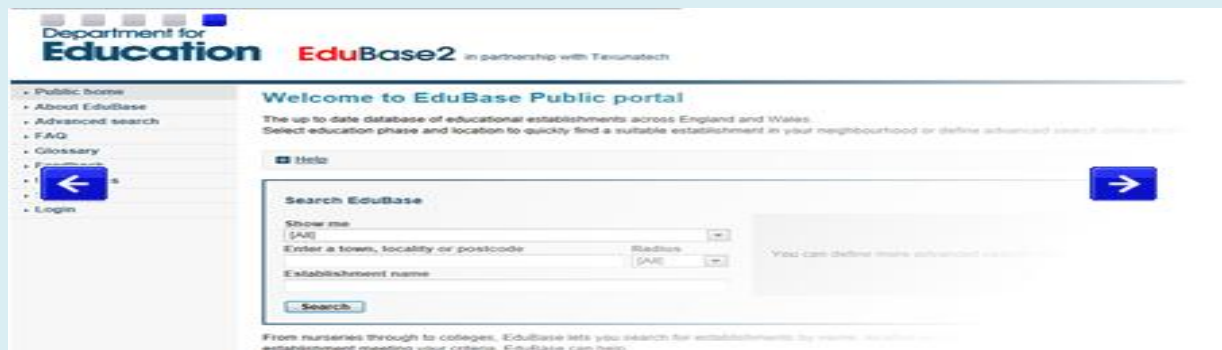 Department for
Education EduBase2 in partnership with Texunatech
Public home
About EduBase
Advanced search
FAQ
Glossary
Feedback
s
Login
Welcome to EduBase Public portal
The up to date database of educational establishments across England and Wales.
Select education phase and location to quickly find a suitable establishment in your neighbourhood or define advanced search
Help
Search EduBase
Show me
[All]
Enter a town, locality or postcode Radius
[All]
Establishment name
You can define more advanced
Search
From nurseries through to colleges, EduBase lets you search for establishments by name,
establishment meeting your criteria, EduBase can help.